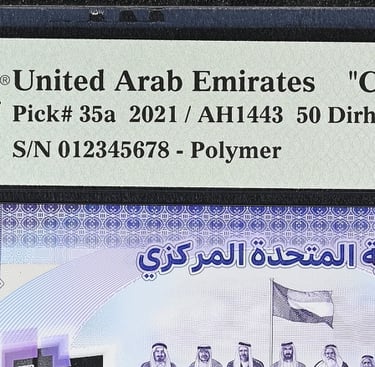 ® United Arab Emirates "C
Pick# 35a 2021 / AH1443 50 Dirh
S/N 012345678 - Polymer
ة المتحدة المركزي